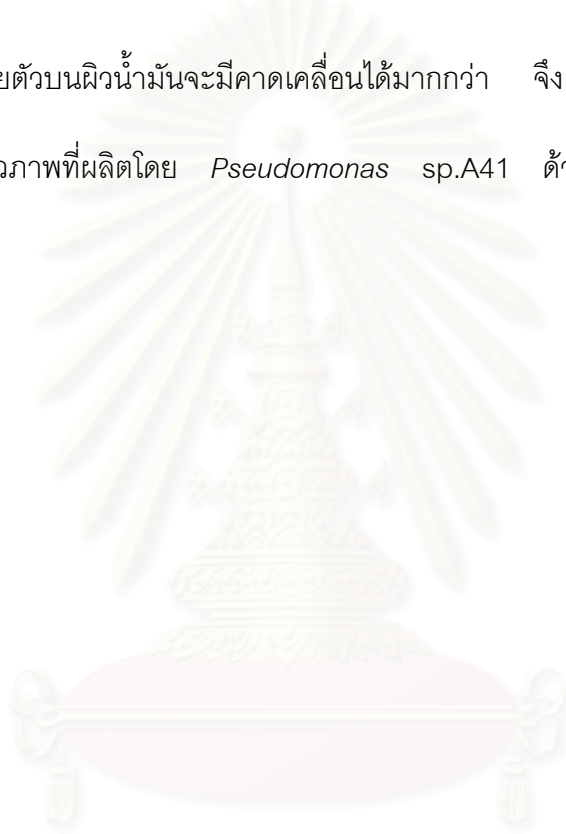 ยตัวบนผิวน้ำมันจะมีคาดเคลื่อนได้มากกว่า จึง
วภาพที่ผลิตโดย Pseudomonas sp.A41 ด้า